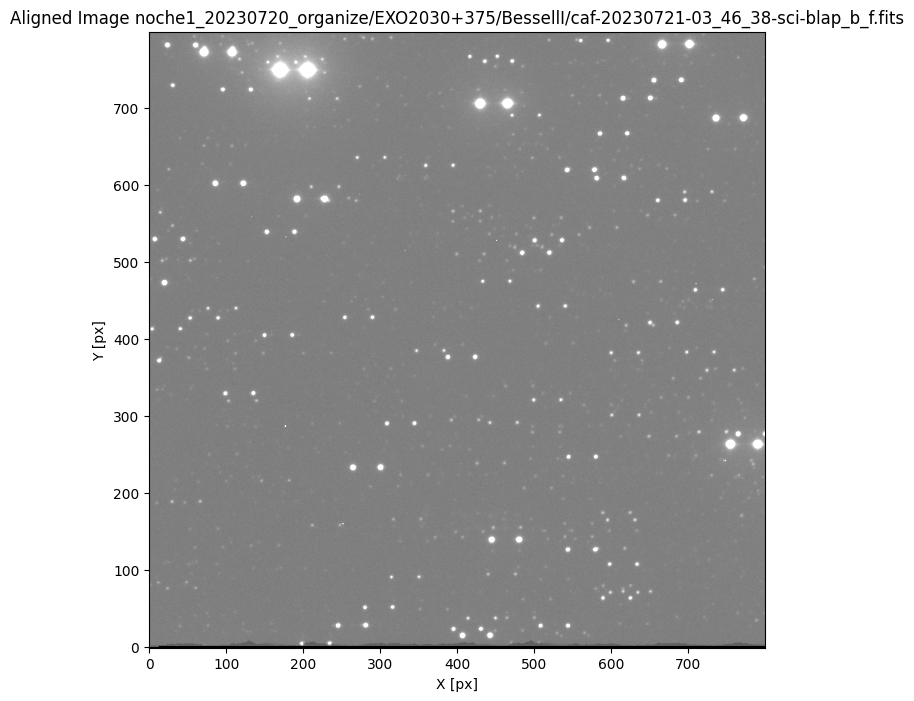 Aligned Image noche1_20230720_organize/EXO2030+375/BessellI/caf-20230721-03_46_38-sci-blap_b_f.fits
700
600
500
400
300
200
100
0
Y [px]
0 100 200 300 400 500 600 700
X [px]